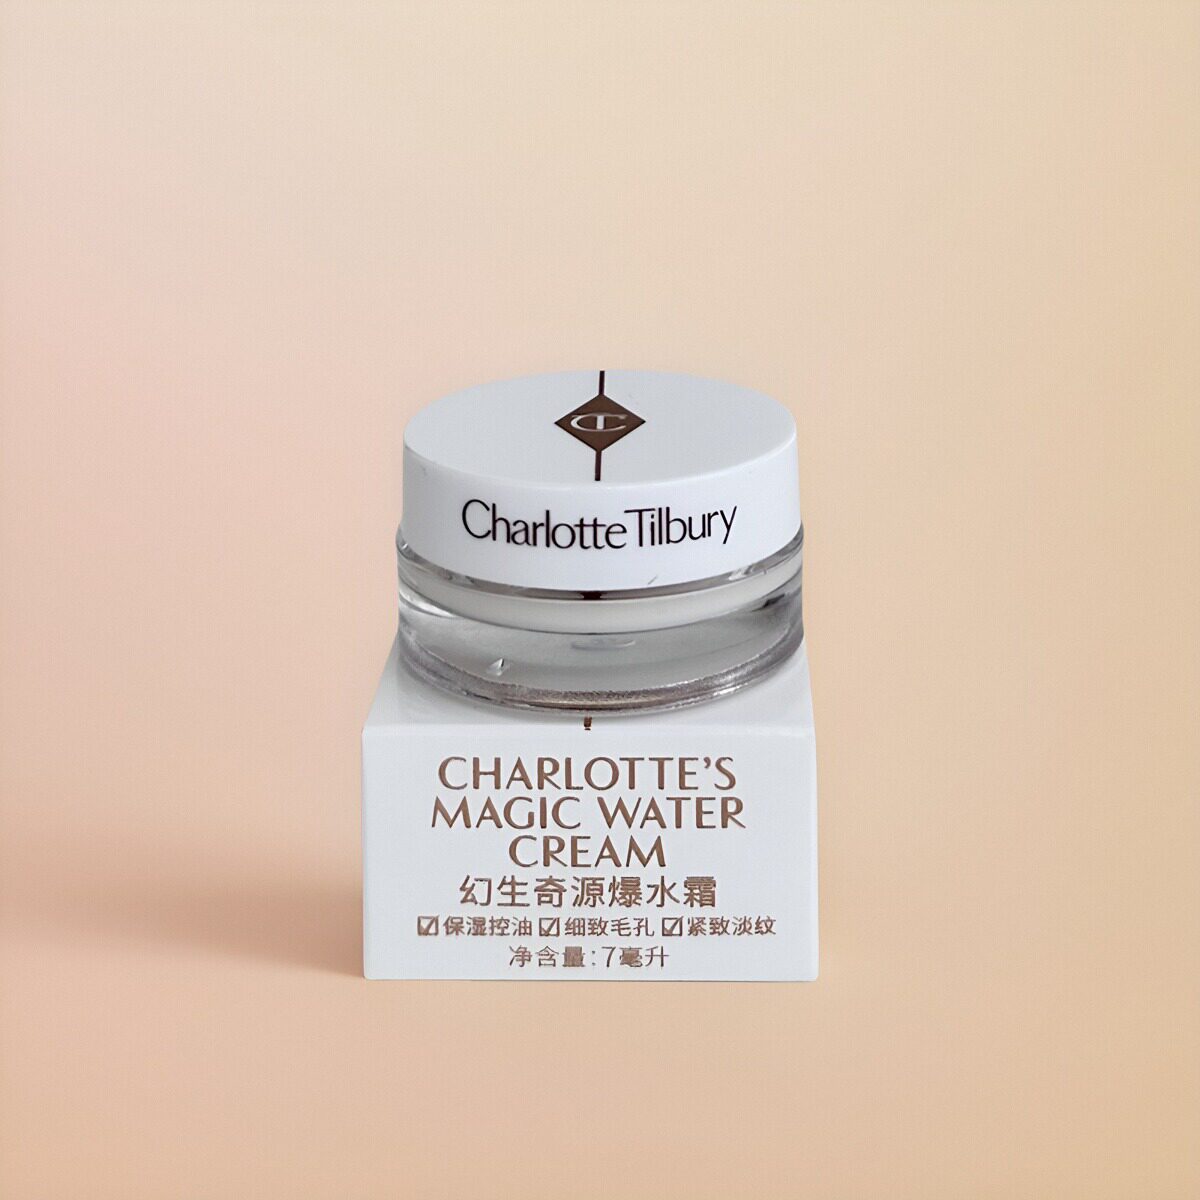 CT
Charlotte Tilbury
CHARLOTTE'S
MAGIC WATER
CREAM
幻生奇源爆水霜
☑保湿控油 ☑细致毛孔 ☑紧致淡纹
净含量:7毫升